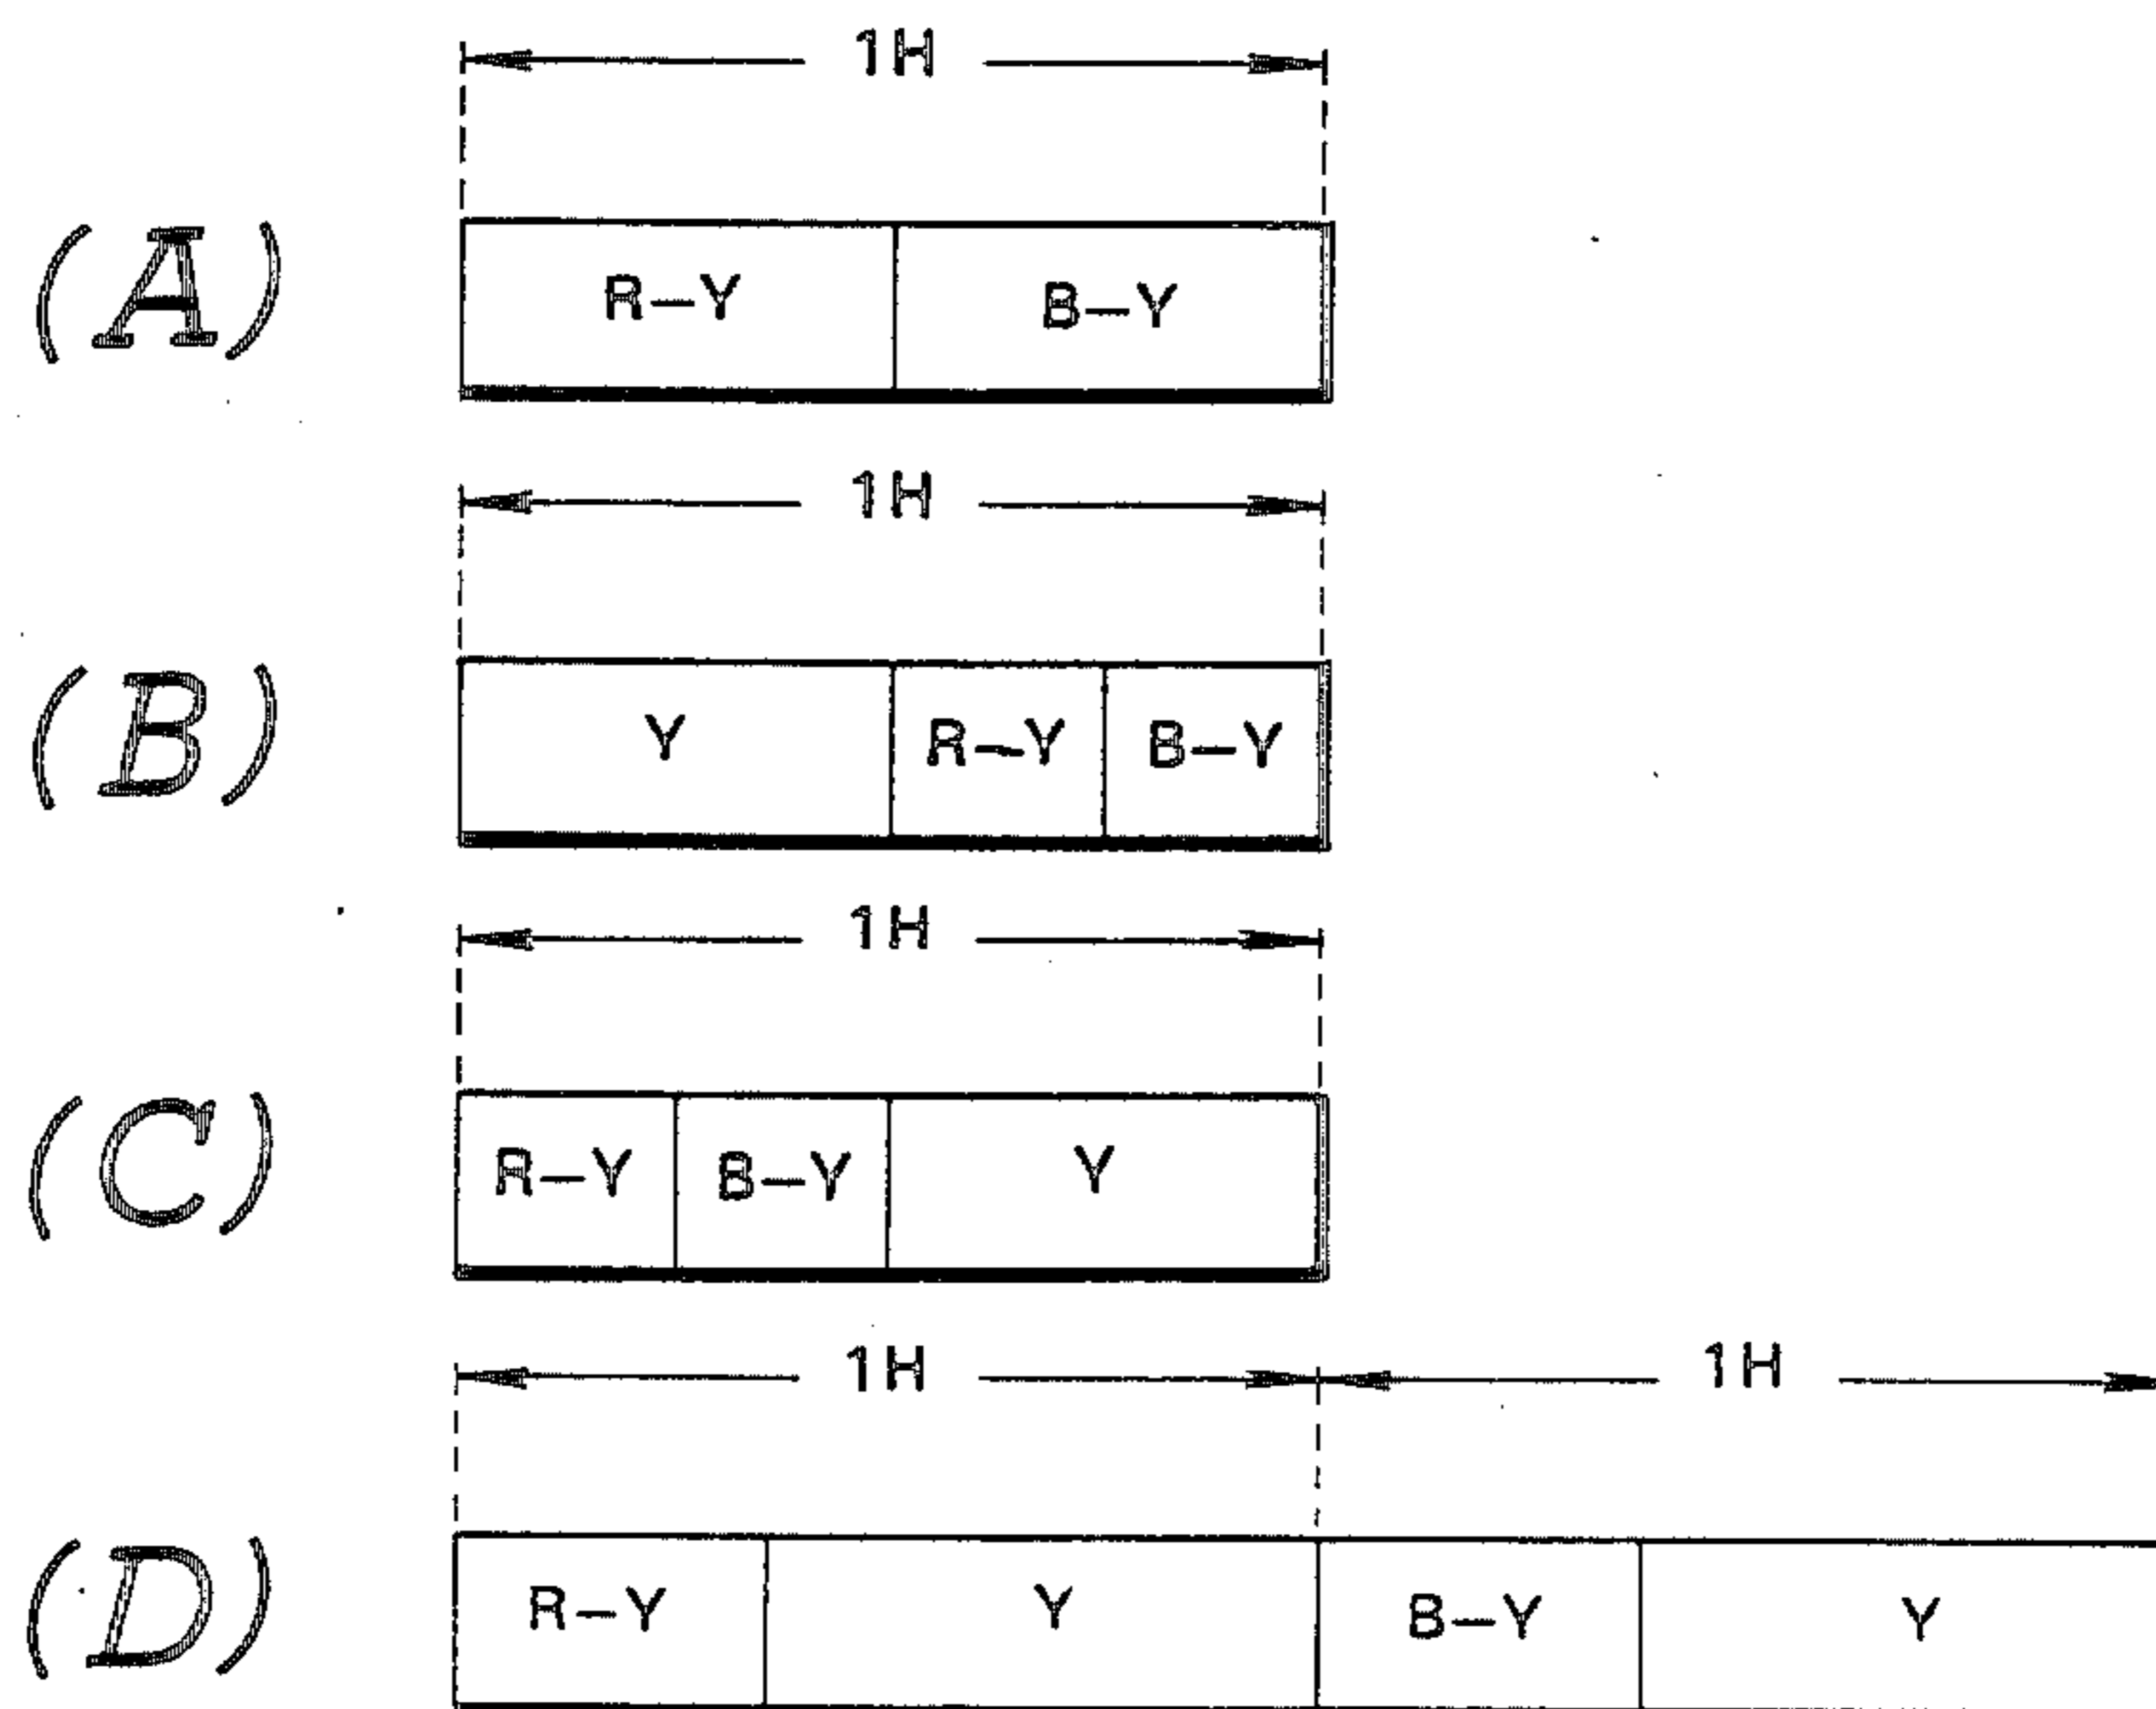 1H
(A) R–Y B–Y
1H
(B) Y R–Y B–Y
1H
(C) R–Y B–Y Y
1H 1H
(D) R–Y Y B–Y Y